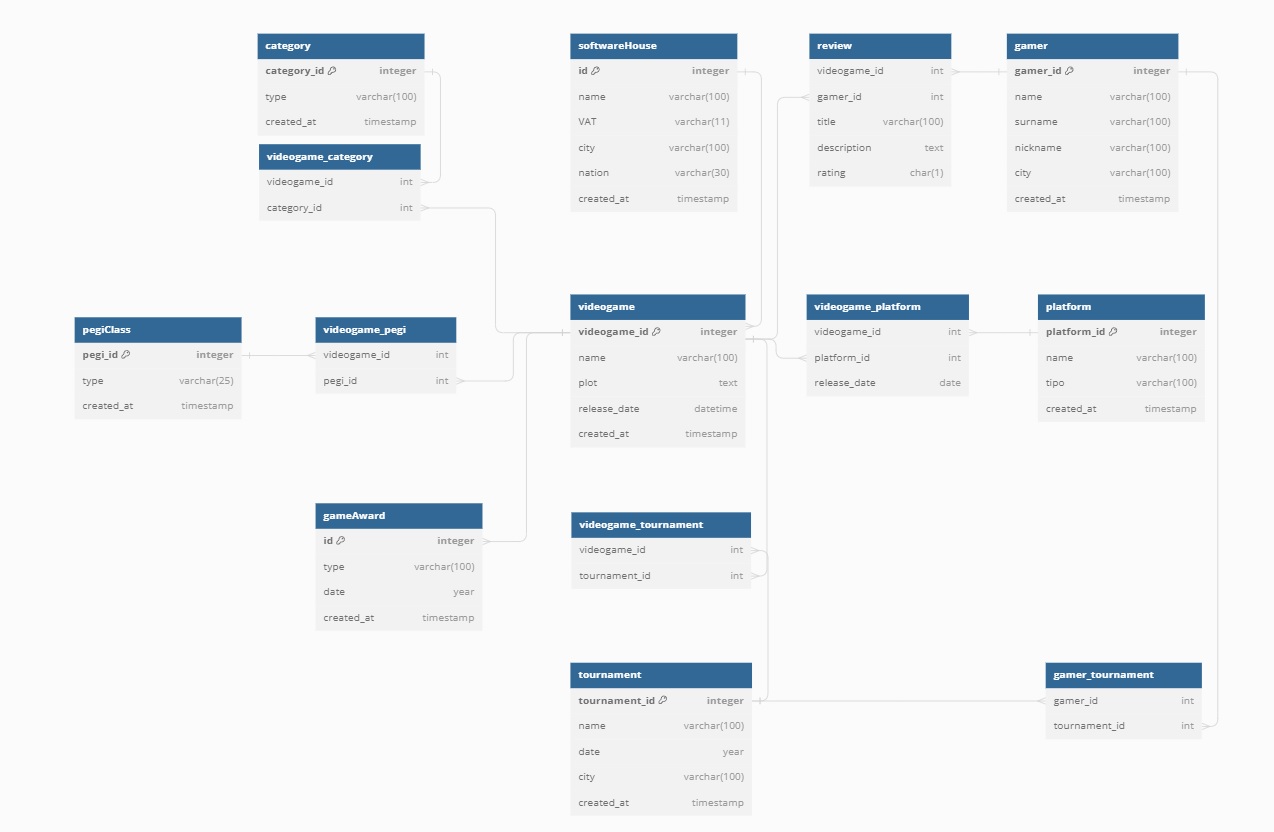 category
category_id integer
type varchar(100)
created_at timestamp
videogame_category
videogame_id int
category_id int
softwareHouse
id integer
name varchar(100)
VAT varchar(11)
city varchar(100)
nation varchar(30)
created_at timestamp
review
videogame_id int
gamer_id int
title varchar(100)
description text
rating char(1)
gamer
gamer_id integer
name varchar(100)
surname varchar(100)
nickname varchar(100)
city varchar(100)
created_at timestamp
pegiClass
pegi_id integer
type varchar(25)
created_at timestamp
videogame_pegi
videogame_id int
pegi_id int
videogame
videogame_id integer
name varchar(100)
plot text
release_date datetime
created_at timestamp
videogame_platform
videogame_id int
platform_id int
release_date date
platform
platform_id integer
name varchar(100)
tipo varchar(100)
created_at timestamp
gameAward
id integer
type varchar(100)
date year
created_at timestamp
videogame_tournament
videogame_id int
tournament_id int
tournament
tournament_id integer
name varchar(100)
date year
city varchar(100)
created_at timestamp
gamer_tournament
gamer_id int
tournament_id int